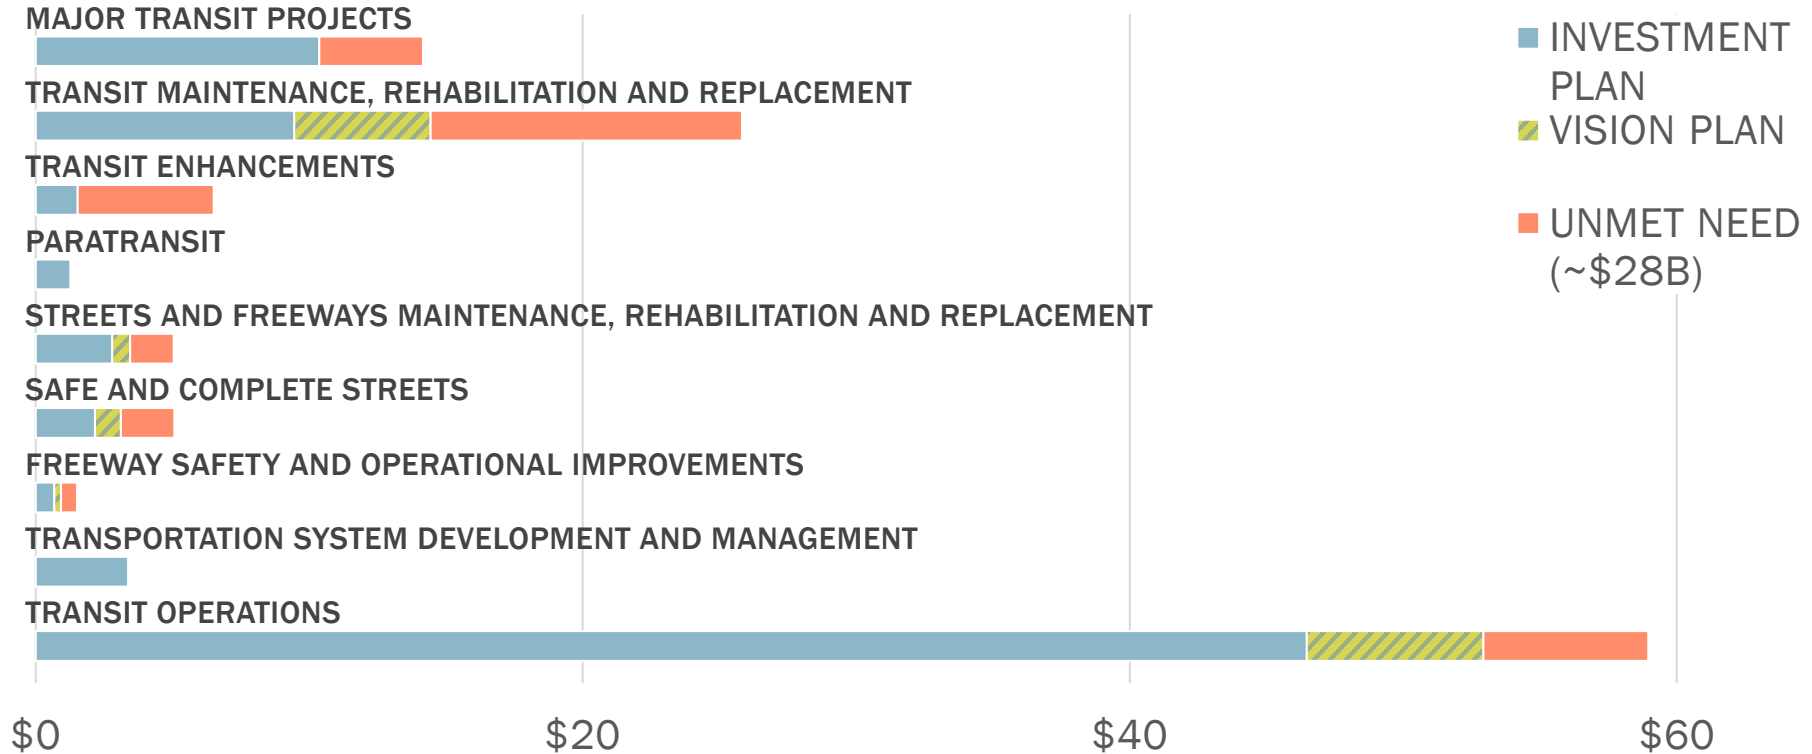 MAJOR TRANSIT PROJECTS
TRANSIT MAINTENANCE, REHABILITATION AND REPLACEMENT
TRANSIT ENHANCEMENTS
PARATRANSIT
STREETS AND FREEWAYS MAINTENANCE, REHABILITATION AND REPLACEMENT
SAFE AND COMPLETE STREETS
FREEWAY SAFETY AND OPERATIONAL IMPROVEMENTS
TRANSPORTATION SYSTEM DEVELOPMENT AND MANAGEMENT
TRANSIT OPERATIONS
$0
$20
$40
$60
INVESTMENT
PLAN
VISION PLAN
UNMET NEED
(~$28B)